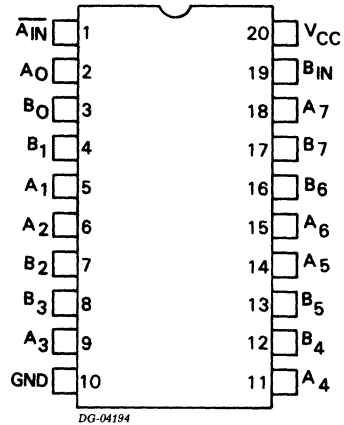 A̅I̅N̅ 1 20 VCC
A0 2 19 BIN
B0 3 18 A7
B1 4 17 B7
A1 5 16 B6
A2 6 15 A6
B2 7 14 A5
B3 8 13 B5
A3 9 12 B4
GND 10 11 A4
DG-04194